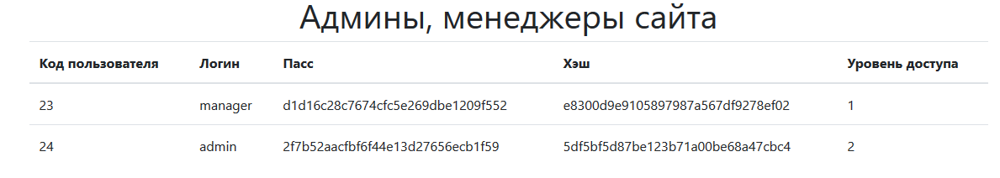 Админы, менеджеры сайта
Код пользователя Логин Пасс Хэш Уровень доступа
23 manager d1d16c28c7674cfc5e269dbe1209f552 e8300d9e9105897987a567df9278ef02 1
24 admin 2f7b52aacfbf6f44e13d27656ecb1f59 5df5bf5d87be123b71a00be68a47cbc4 2